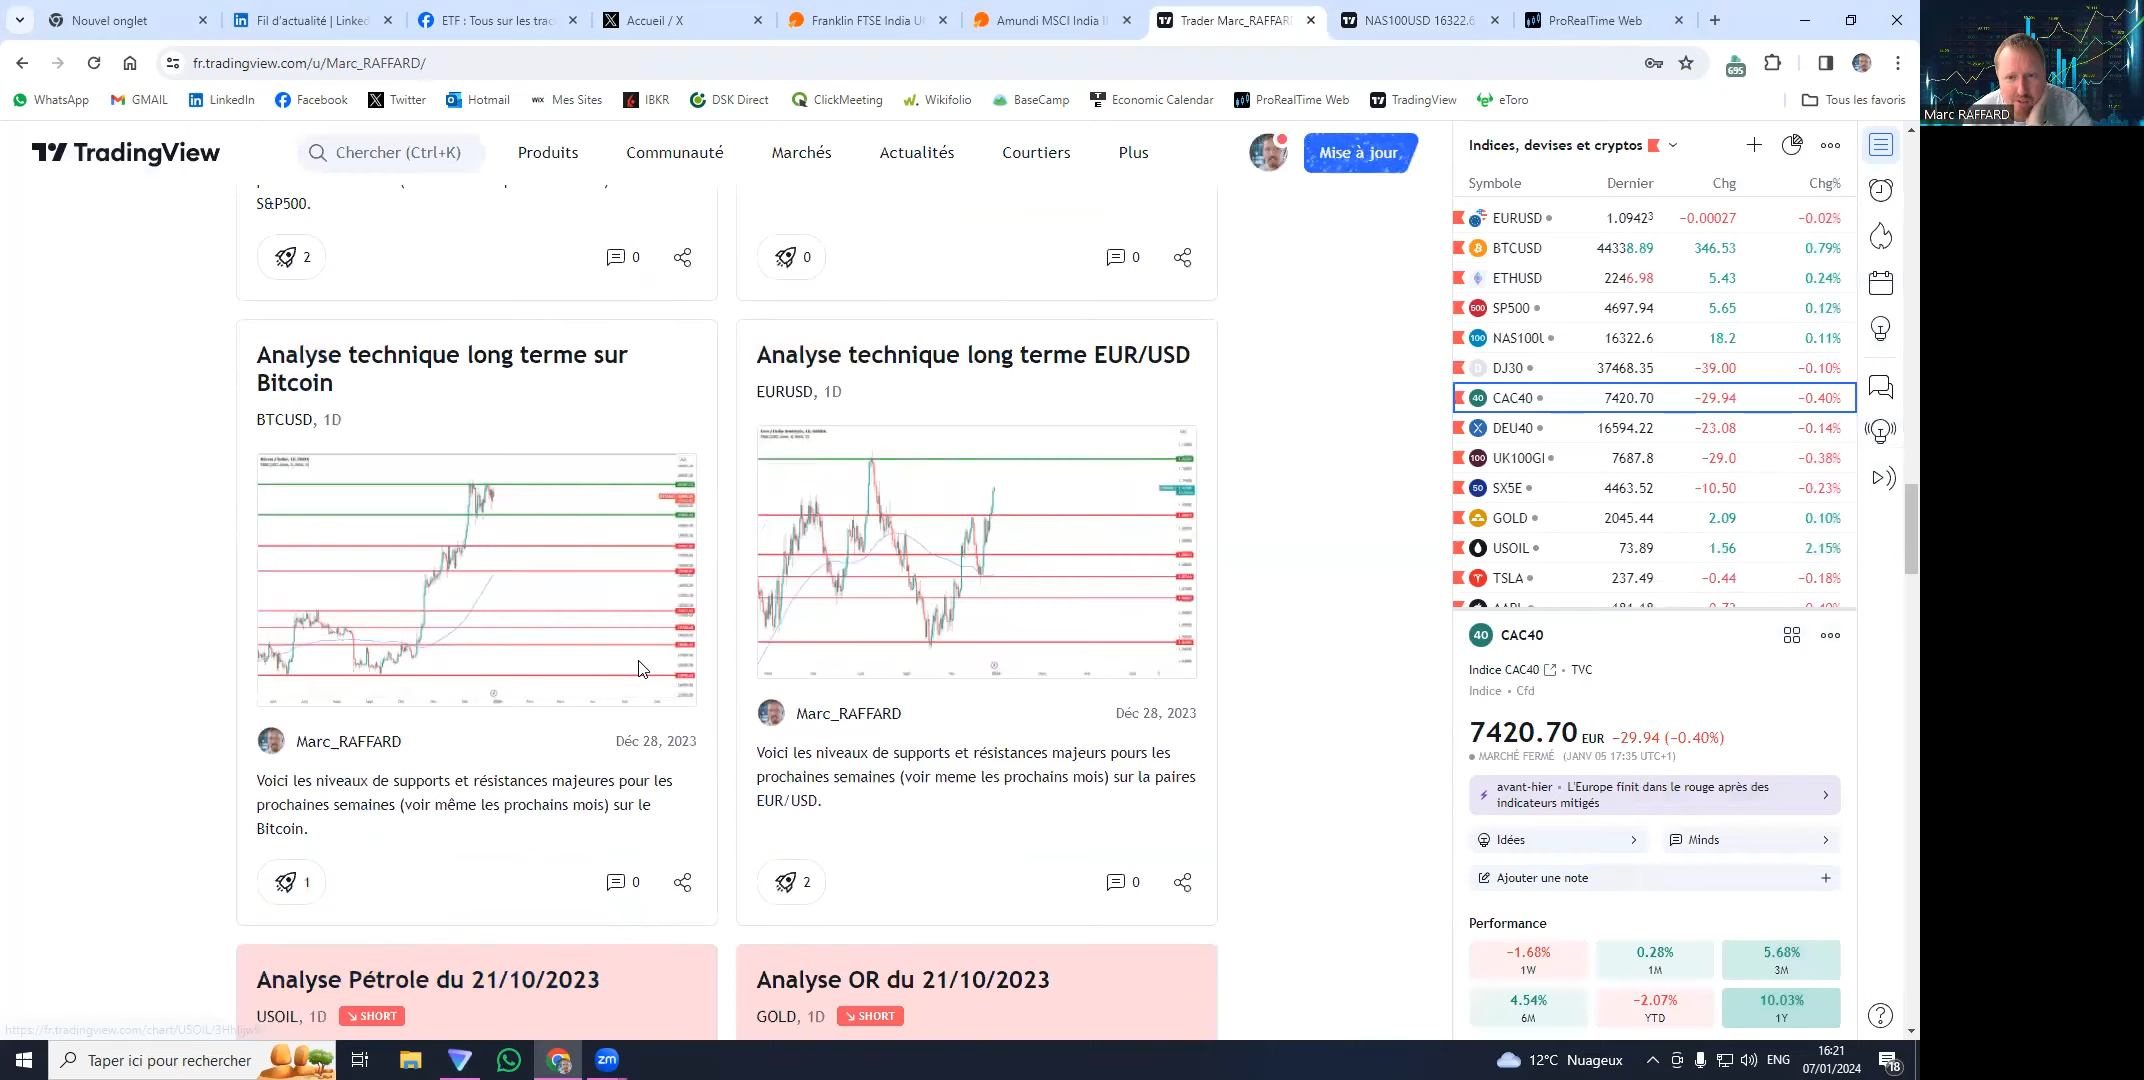 Nouvel onglet
Fil d'actualité | Linked
ETF : Tous sur les trac
Accueil / X
Franklin FTSE India U
Amundi MSCI India I
Trader Marc_RAFFARD
NAS100USD 16322.6
ProRealTime Web
fr.tradingview.com/u/Marc_RAFFARD/
695
WhatsApp
GMAIL
LinkedIn
Facebook
Twitter
Hotmail
Mes Sites
IBKR
DSK Direct
ClickMeeting
Wikifolio
BaseCamp
Economic Calendar
ProRealTime Web
TradingView
eToro
Tous les favoris
Marc RAFFARD
TradingView
Chercher (Ctrl+K)
Produits
Communauté
Marchés
Actualités
Courtiers
Plus
Mise à jour
S&P500.
2
0
0
0
Analyse technique long terme sur
Bitcoin
BTCUSD, 1D
Marc_RAFFARD
Déc 28, 2023
Voici les niveaux de supports et résistances majeures pour les
prochaines semaines (voir même les prochains mois) sur le
Bitcoin.
1
0
Analyse technique long terme EUR/USD
EURUSD, 1D
Marc_RAFFARD
Déc 28, 2023
Voici les niveaux de supports et résistances majeurs pours les
prochaines semaines (voir meme les prochains mois) sur la paires
EUR/USD.
2
0
Analyse Pétrole du 21/10/2023
USOIL, 1D
SHORT
Analyse OR du 21/10/2023
GOLD, 1D
SHORT
Indices, devises et cryptos
Symbole Dernier Chg Chg%
EURUSD 1.09423 −0.00027 −0.02%
BTCUSD 44338.89 346.53 0.79%
ETHUSD 2246.98 5.43 0.24%
500 SP500 4697.94 5.65 0.12%
100 NAS100U 16322.6 18.2 0.11%
DJ30 37468.35 −39.00 −0.10%
40 CAC40 7420.70 −29.94 −0.40%
DEU40 16594.22 −23.08 −0.14%
100 UK100GI 7687.8 −29.0 −0.38%
50 SX5E 4463.52 −10.50 −0.23%
GOLD 2045.44 2.09 0.10%
USOIL 73.89 1.56 2.15%
TSLA 237.49 −0.44 −0.18%
40 CAC40
Indice CAC40 • TVC
Indice • Cfd
7420.70 EUR −29.94 (−0.40%)
MARCHÉ FERMÉ (JANV 05 17:35 UTC+1)
avant-hier • L'Europe finit dans le rouge après des
indicateurs mitigés
Idées
Minds
Ajouter une note
Performance
−1.68%
1W
0.28%
1M
5.68%
3M
4.54%
6M
−2.07%
YTD
10.03%
1Y
Taper ici pour rechercher
zm
12°C Nuageux
ENG
16:21
07/01/2024
18